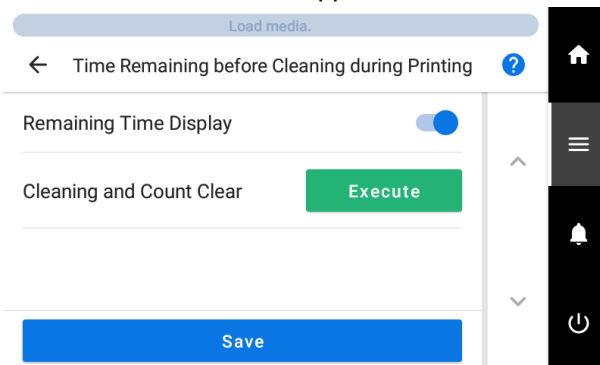 Load media.
Time Remaining before Cleaning during Printing ?
Remaining Time Display
Cleaning and Count Clear Execute
Save